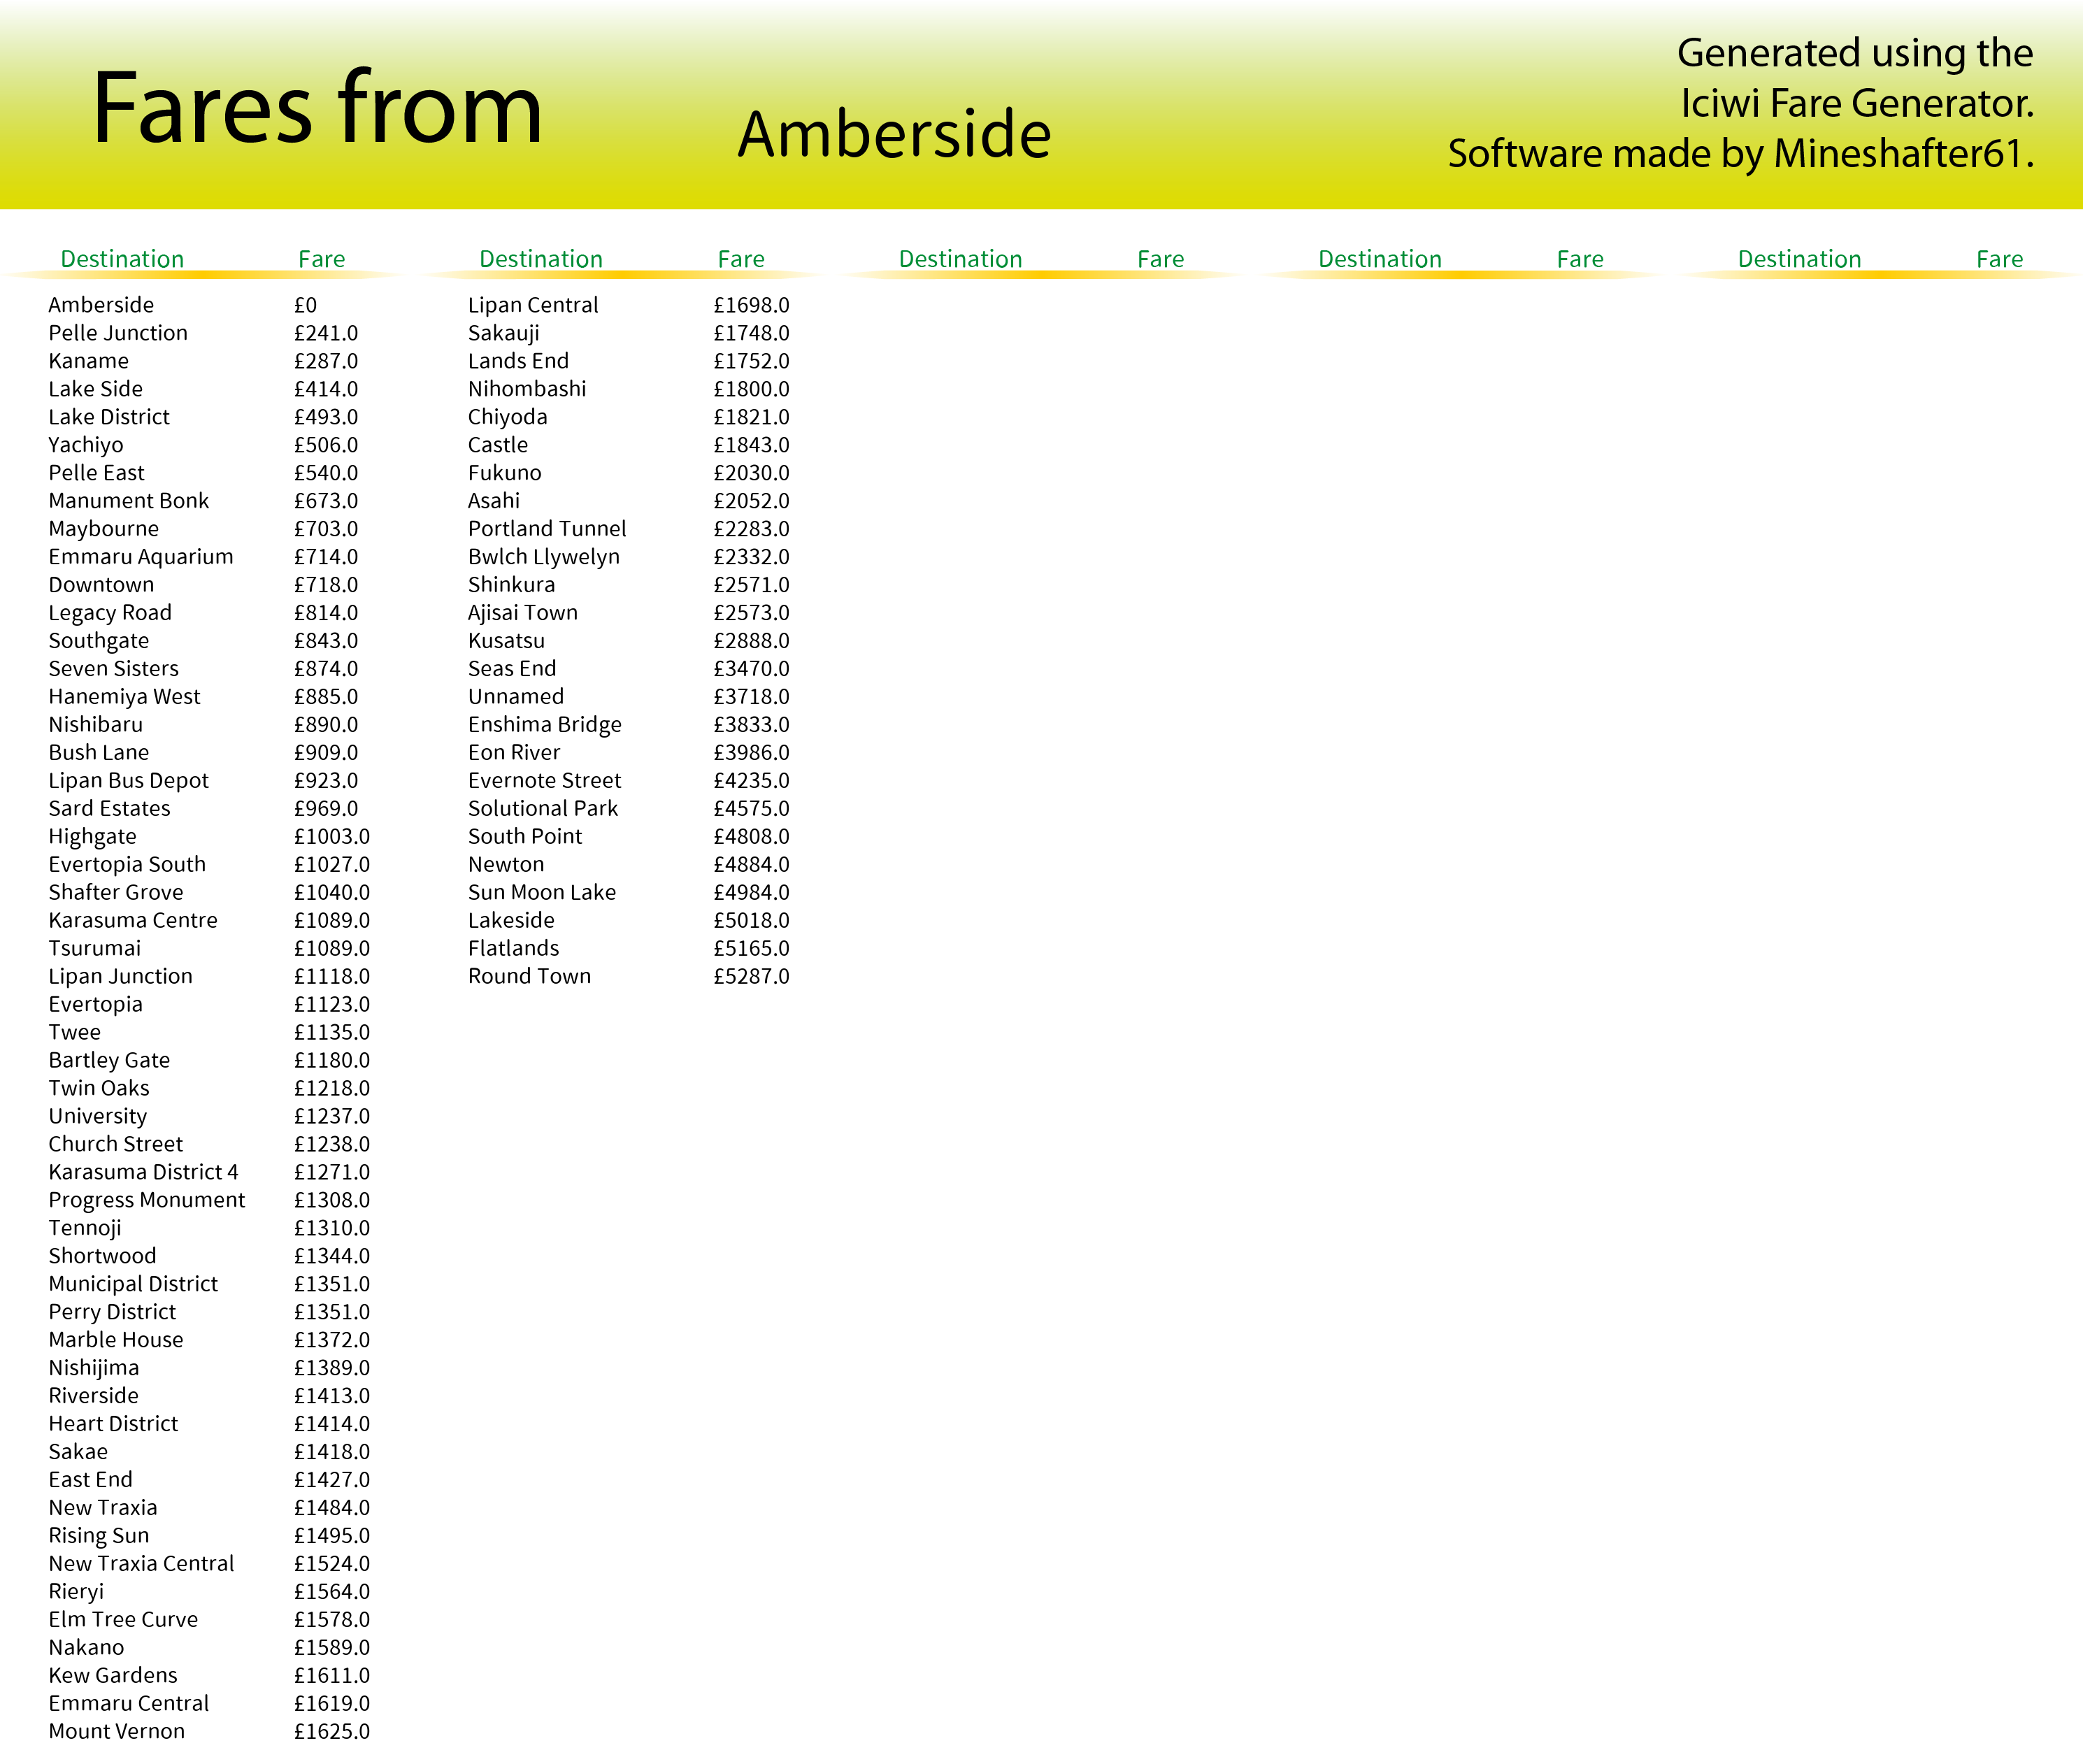 Fares from
Amberside
Generated using the
Iciwi Fare Generator.
Software made by Mineshafter61.
Destination Fare Destination Fare Destination Fare Destination Fare Destination Fare
Amberside £0
Pelle Junction £241.0
Kaname £287.0
Lake Side £414.0
Lake District £493.0
Yachiyo £506.0
Pelle East £540.0
Manument Bonk £673.0
Maybourne £703.0
Emmaru Aquarium £714.0
Downtown £718.0
Legacy Road £814.0
Southgate £843.0
Seven Sisters £874.0
Hanemiya West £885.0
Nishibaru £890.0
Bush Lane £909.0
Lipan Bus Depot £923.0
Sard Estates £969.0
Highgate £1003.0
Evertopia South £1027.0
Shafter Grove £1040.0
Karasuma Centre £1089.0
Tsurumai £1089.0
Lipan Junction £1118.0
Evertopia £1123.0
Twee £1135.0
Bartley Gate £1180.0
Twin Oaks £1218.0
University £1237.0
Church Street £1238.0
Karasuma District 4 £1271.0
Progress Monument £1308.0
Tennoji £1310.0
Shortwood £1344.0
Municipal District £1351.0
Perry District £1351.0
Marble House £1372.0
Nishijima £1389.0
Riverside £1413.0
Heart District £1414.0
Sakae £1418.0
East End £1427.0
New Traxia £1484.0
Rising Sun £1495.0
New Traxia Central £1524.0
Rieryi £1564.0
Elm Tree Curve £1578.0
Nakano £1589.0
Kew Gardens £1611.0
Emmaru Central £1619.0
Mount Vernon £1625.0
Lipan Central £1698.0
Sakauji £1748.0
Lands End £1752.0
Nihombashi £1800.0
Chiyoda £1821.0
Castle £1843.0
Fukuno £2030.0
Asahi £2052.0
Portland Tunnel £2283.0
Bwlch Llywelyn £2332.0
Shinkura £2571.0
Ajisai Town £2573.0
Kusatsu £2888.0
Seas End £3470.0
Unnamed £3718.0
Enshima Bridge £3833.0
Eon River £3986.0
Evernote Street £4235.0
Solutional Park £4575.0
South Point £4808.0
Newton £4884.0
Sun Moon Lake £4984.0
Lakeside £5018.0
Flatlands £5165.0
Round Town £5287.0